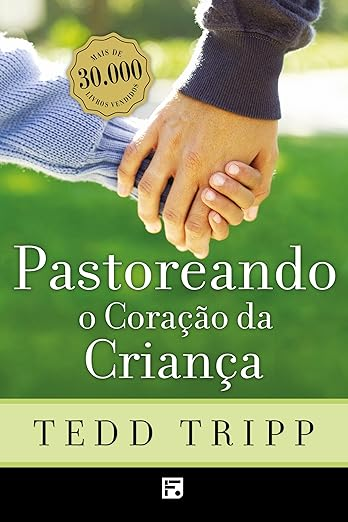 MAIS DE
30.000
LIVROS VENDIDOS
Pastoreando
o Coração da
Criança
TEDD TRIPP
F.